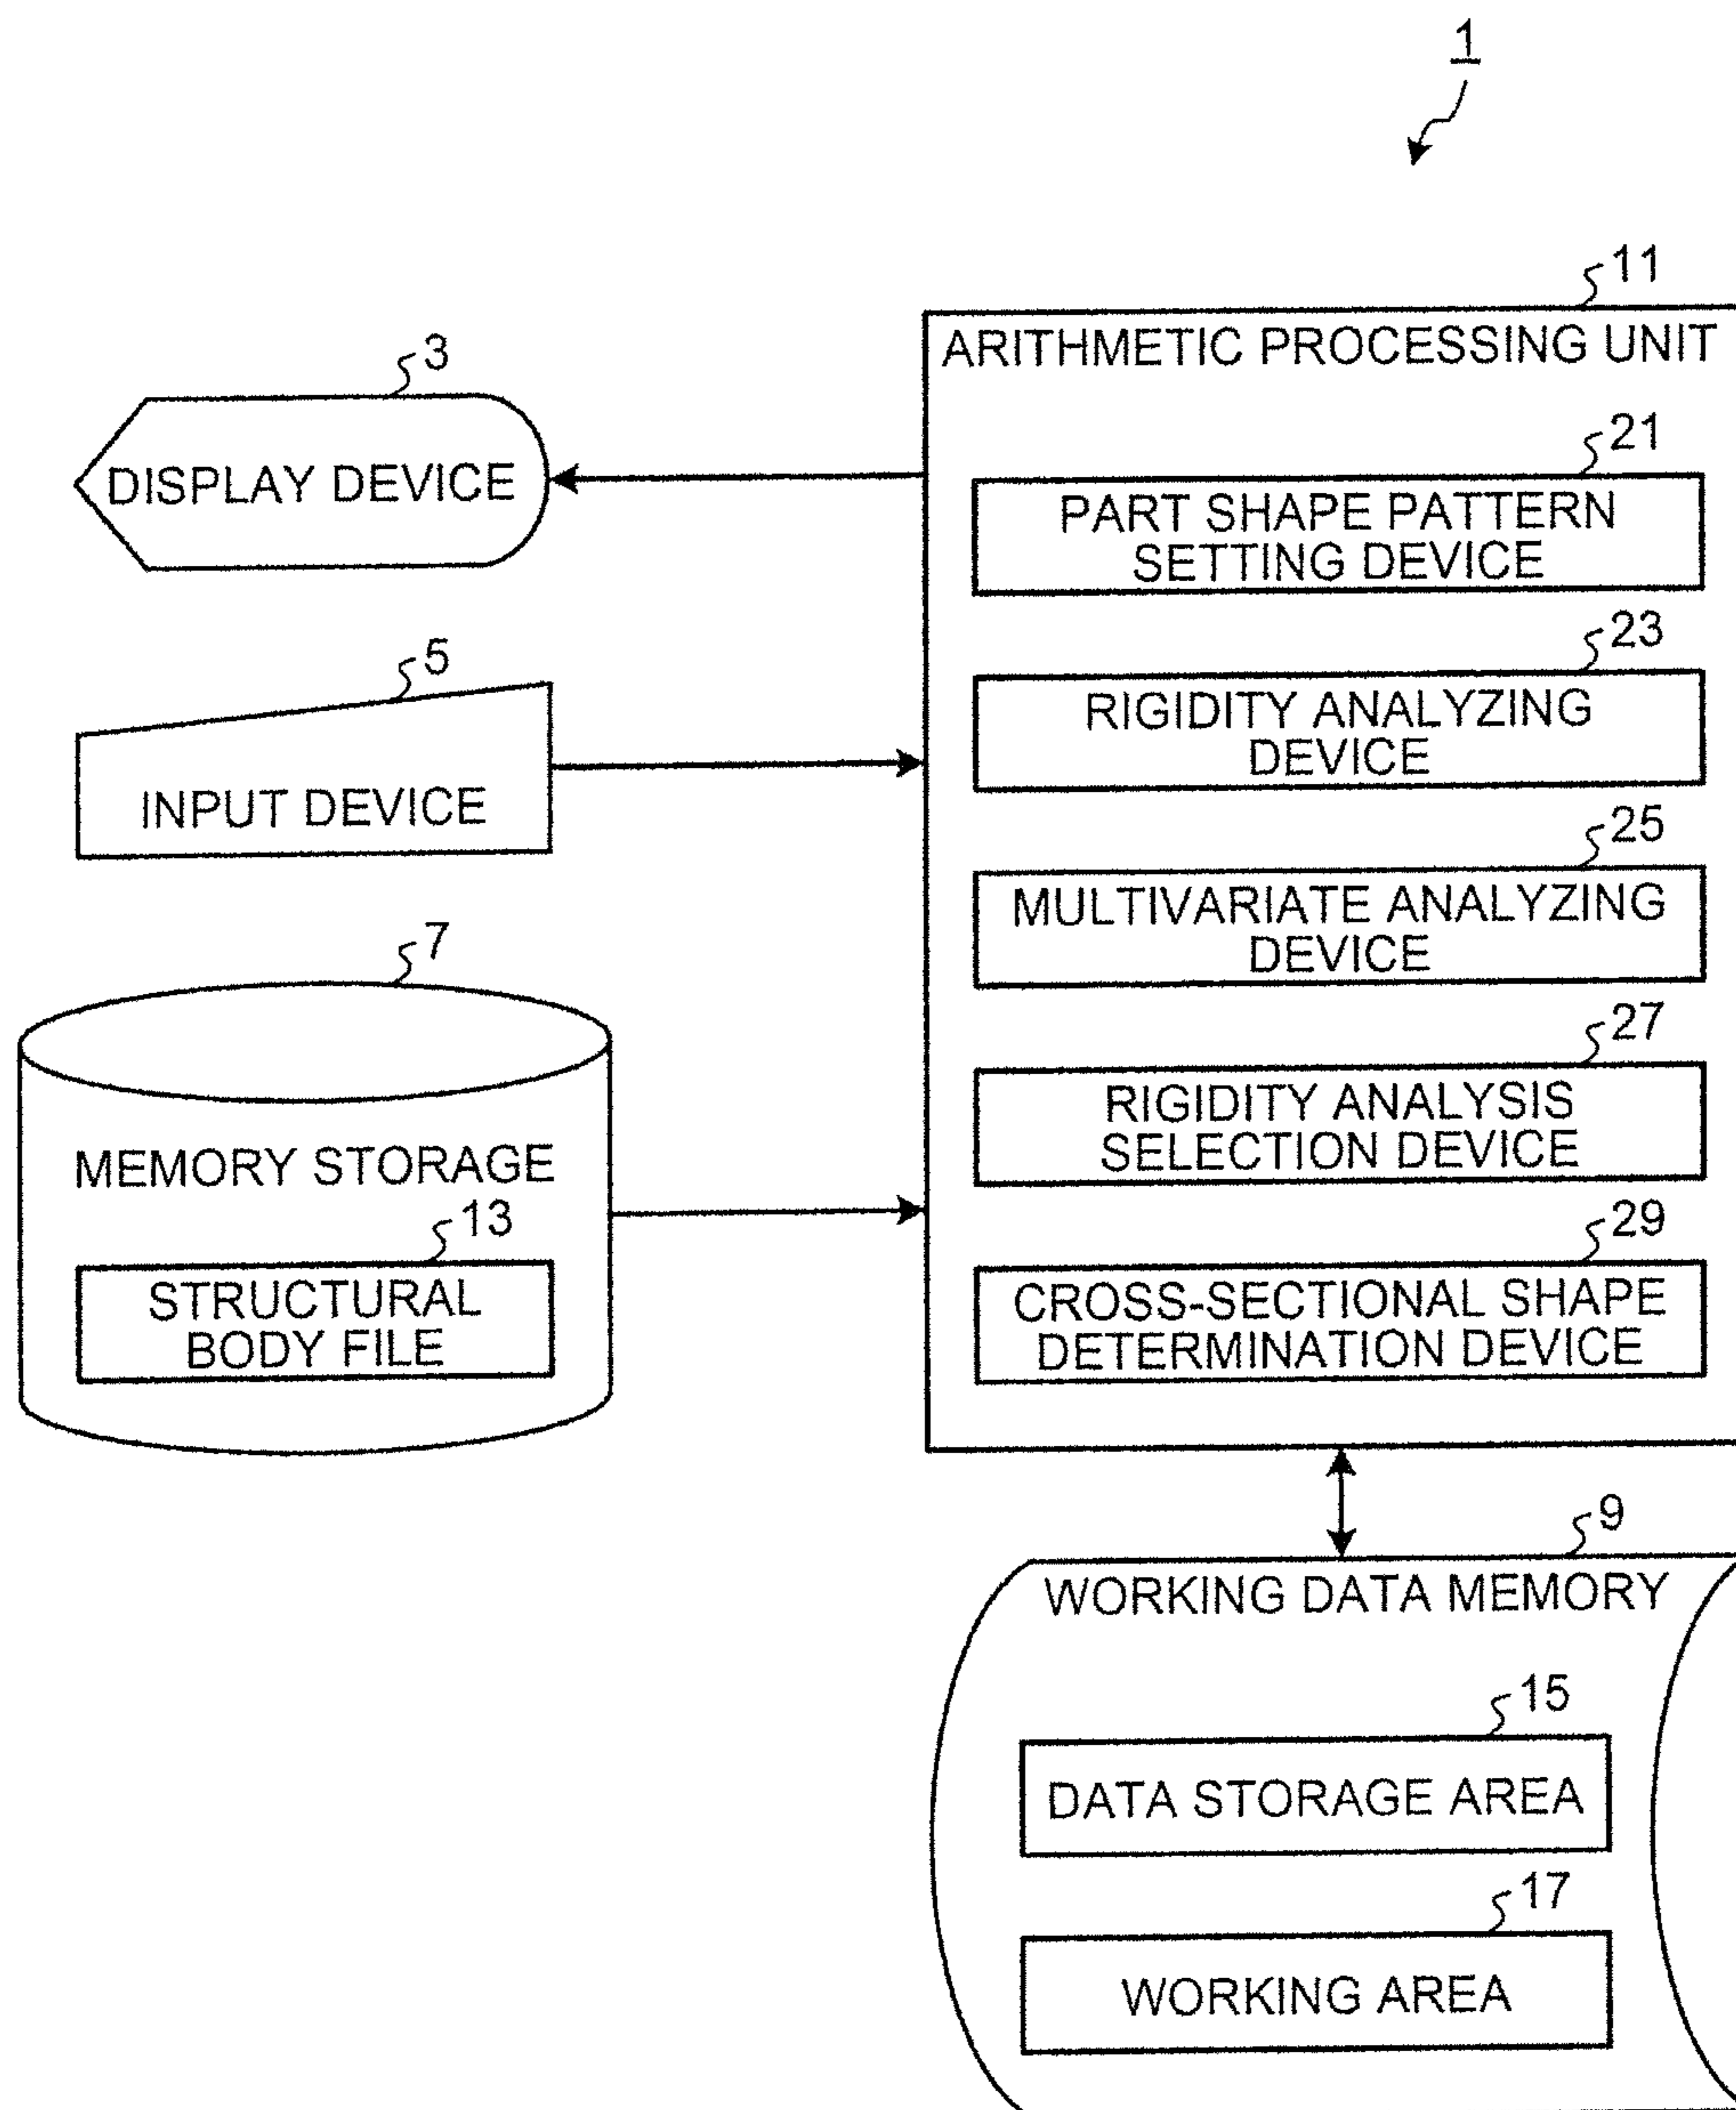 1
11
ARITHMETIC PROCESSING UNIT
3
DISPLAY DEVICE
21
PART SHAPE PATTERN
SETTING DEVICE
5
INPUT DEVICE
23
RIGIDITY ANALYZING
DEVICE
25
MULTIVARIATE ANALYZING
DEVICE
7
MEMORY STORAGE
13
STRUCTURAL
BODY FILE
27
RIGIDITY ANALYSIS
SELECTION DEVICE
29
CROSS-SECTIONAL SHAPE
DETERMINATION DEVICE
9
WORKING DATA MEMORY
15
DATA STORAGE AREA
17
WORKING AREA